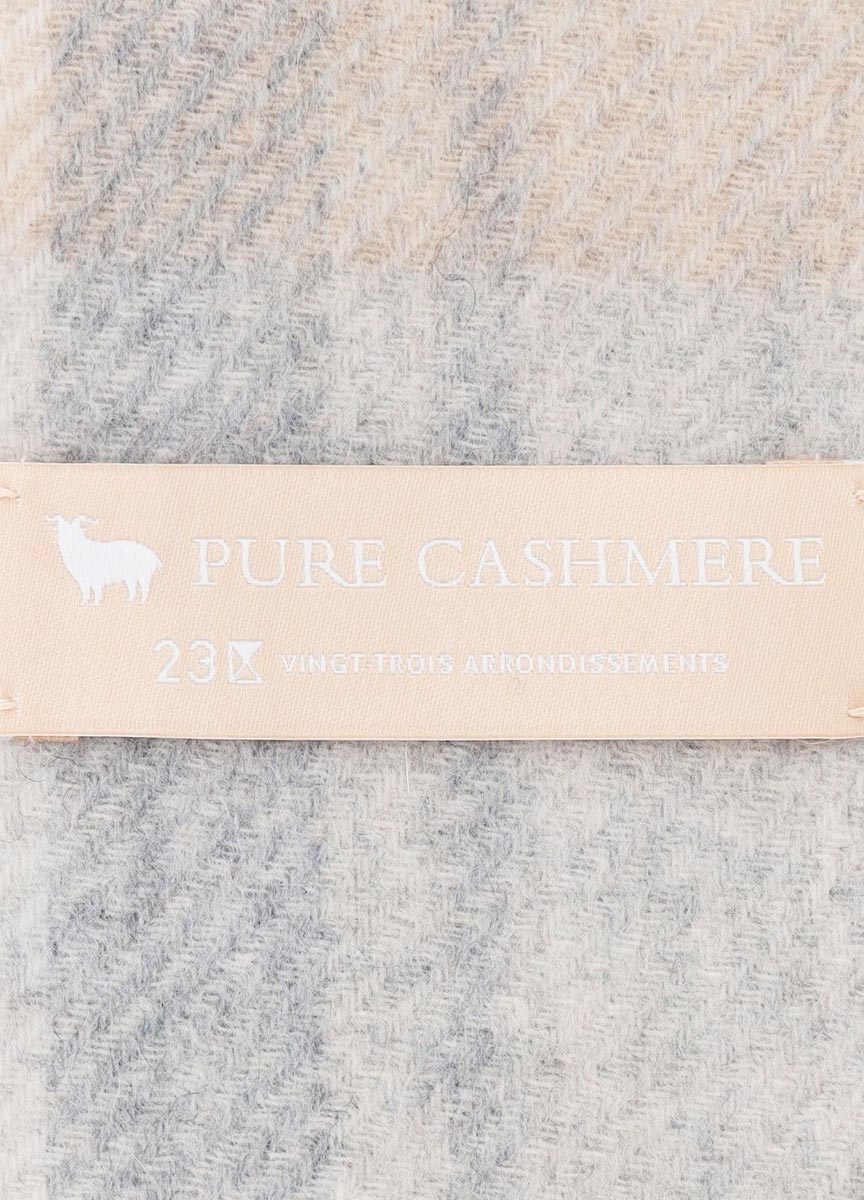 PURE CASHMERE
23 VINGT-TROIS ARRONDISSEMENTS